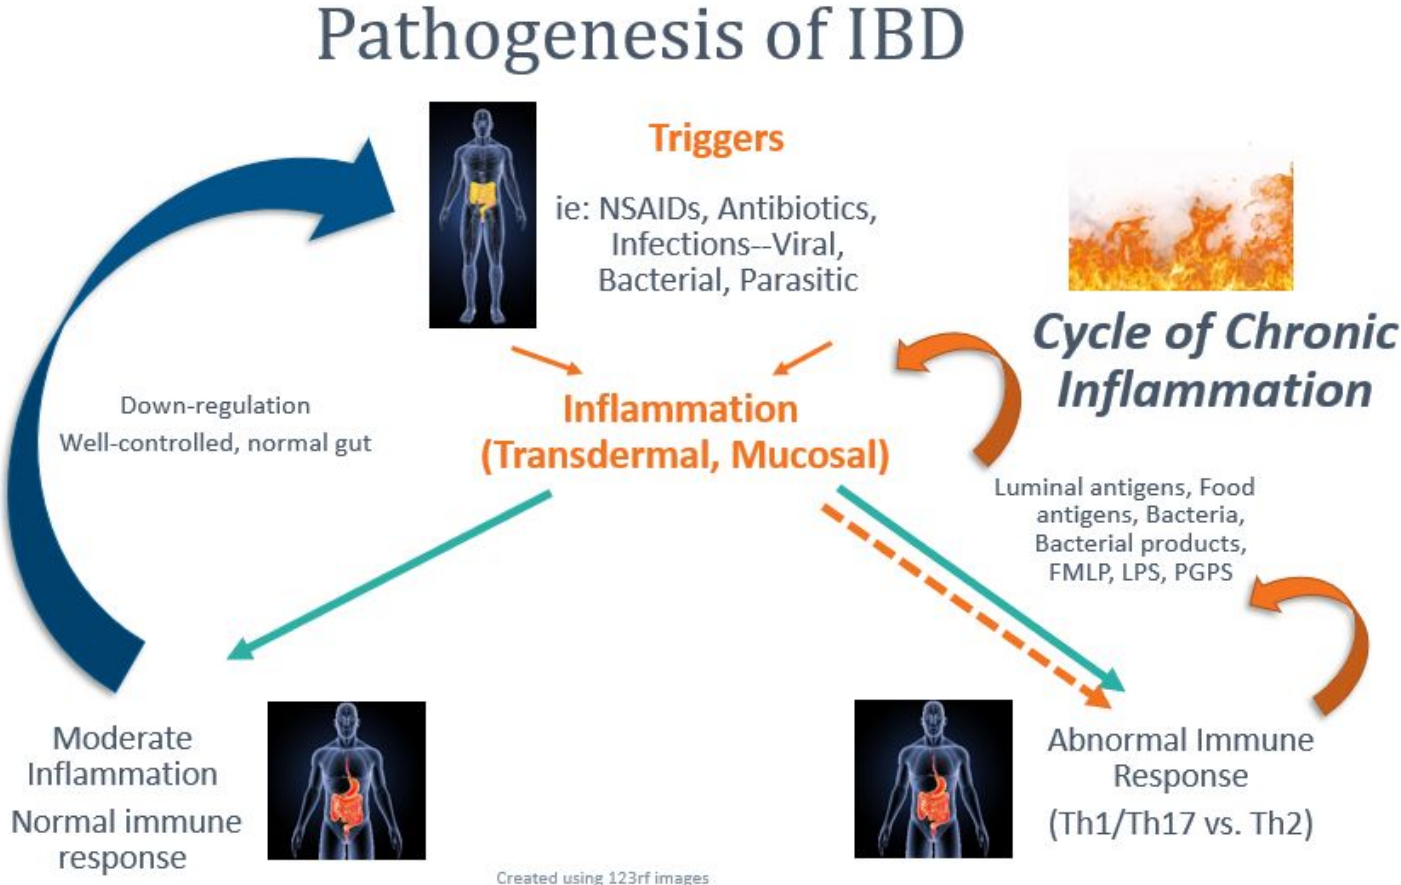 Pathogenesis of IBD
Triggers
ie: NSAIDs, Antibiotics,
Infections--Viral,
Bacterial, Parasitic
Cycle of Chronic
Inflammation
Down-regulation
Well-controlled, normal gut
Inflammation
(Transdermal, Mucosal)
Luminal antigens, Food
antigens, Bacteria,
Bacterial products,
FMLP, LPS, PGPS
Moderate
Inflammation
Normal immune
response
Abnormal Immune
Response
(Th1/Th17 vs. Th2)
Created using 123rf images